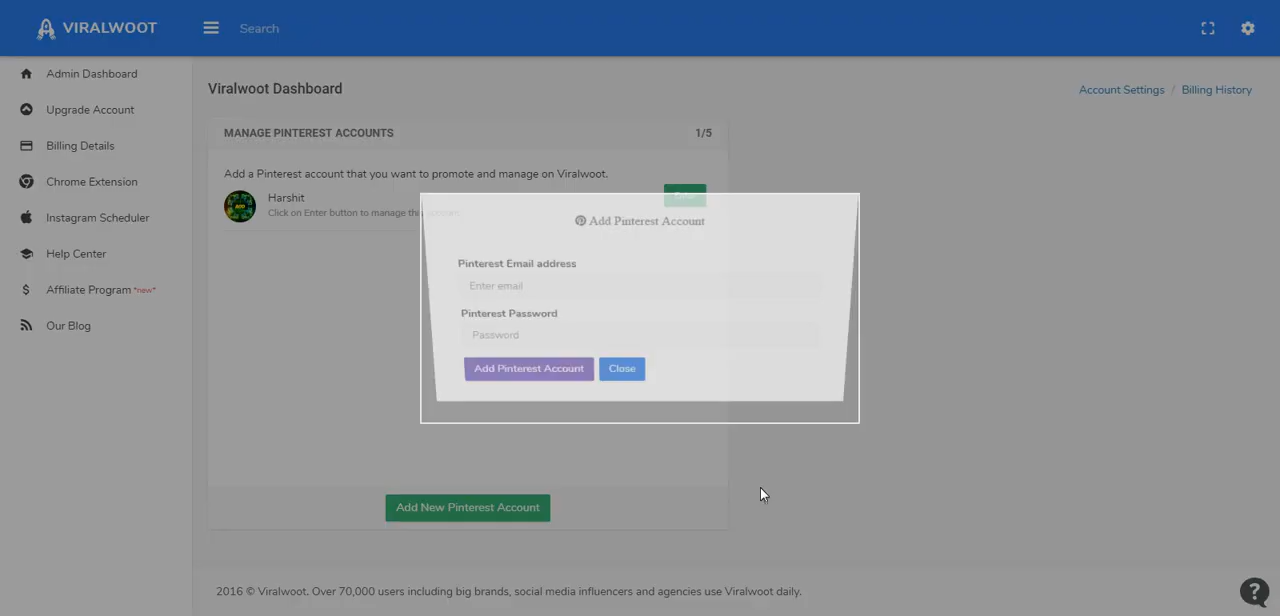 VIRALWOOT
Search
Admin Dashboard
Upgrade Account
Billing Details
Chrome Extension
Instagram Scheduler
Help Center
Affiliate Program *new*
Our Blog
Viralwoot Dashboard
Account Settings / Billing History
MANAGE PINTEREST ACCOUNTS 1/5
Add a Pinterest account that you want to promote and manage on Viralwoot.
Harshit
Click on Enter button to manage this account
Add Pinterest Account
Pinterest Email address
Enter email
Pinterest Password
Password
Add Pinterest Account Close
Add New Pinterest Account
2016 © Viralwoot. Over 70,000 users including big brands, social media influencers and agencies use Viralwoot daily.